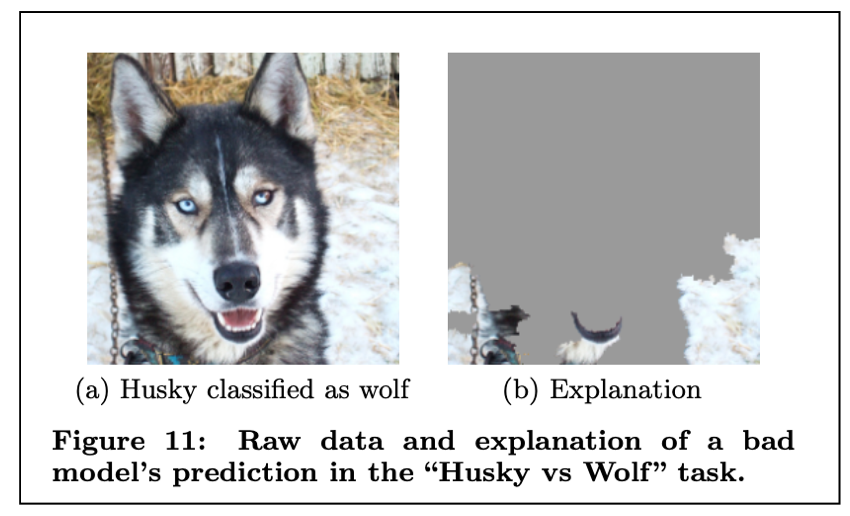 (a) Husky classified as wolf
(b) Explanation
Figure 11: Raw data and explanation of a bad
model's prediction in the “Husky vs Wolf” task.